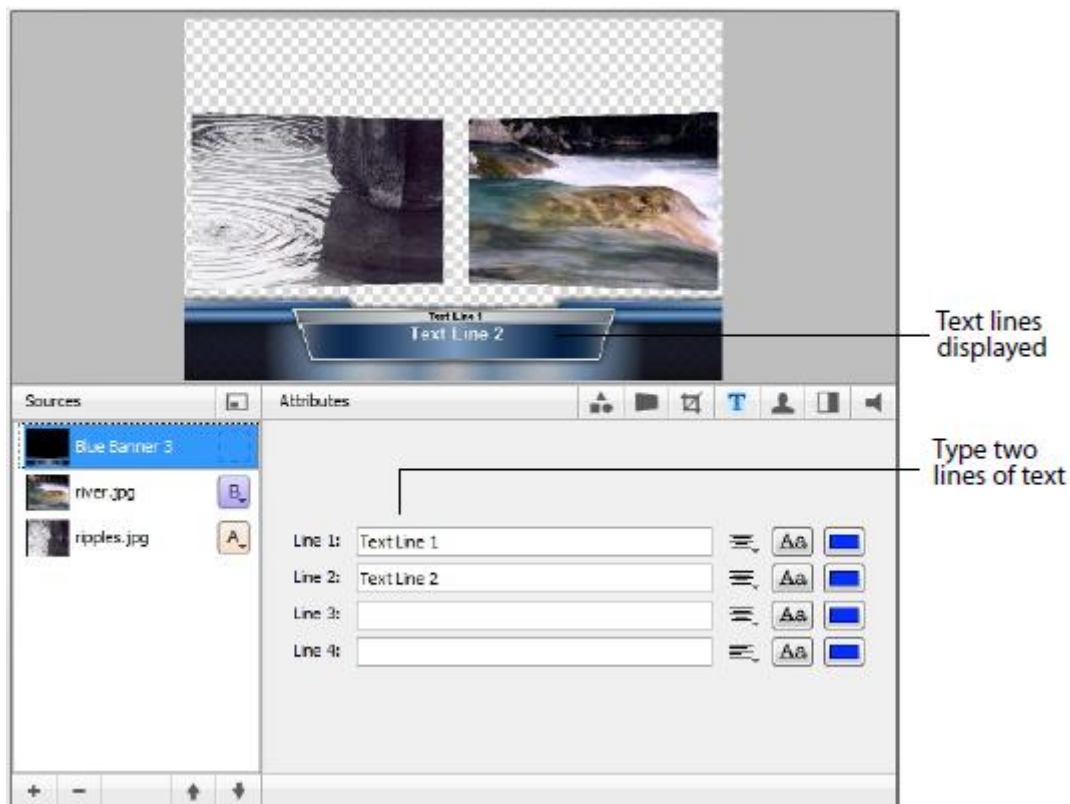 Text Line 1
Text Line 2
Text lines
displayed
Sources
Attributes
T
Blue Banner 3
river.jpg
B
ripples.jpg
A
Type two
lines of text
Line 1: Text Line 1 Aa
Line 2: Text Line 2 Aa
Line 3: Aa
Line 4: Aa